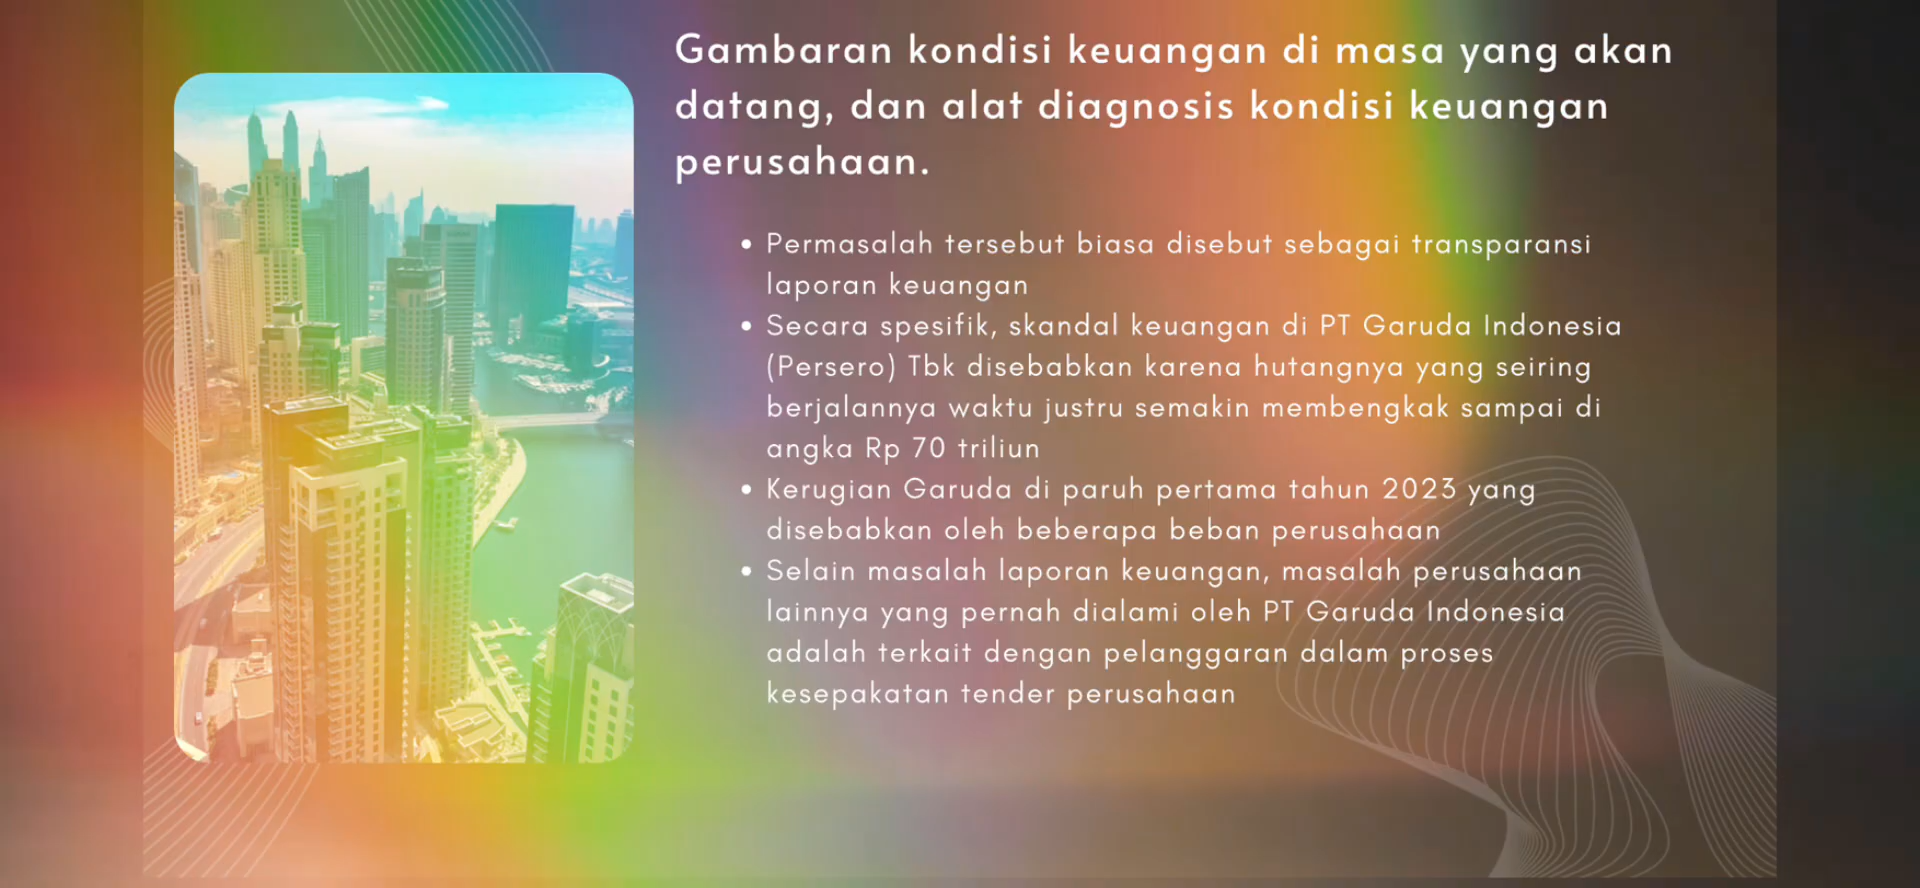 Gambaran kondisi keuangan di masa yang akan
datang, dan alat diagnosis kondisi keuangan
perusahaan.
• Permasalah tersebut biasa disebut sebagai transparansi
laporan keuangan
• Secara spesifik, skandal keuangan di PT Garuda Indonesia
(Persero) Tbk disebabkan karena hutangnya yang seiring
berjalannya waktu justru semakin membengkak sampai di
angka Rp 70 triliun
• Kerugian Garuda di paruh pertama tahun 2023 yang
disebabkan oleh beberapa beban perusahaan
• Selain masalah laporan keuangan, masalah perusahaan
lainnya yang pernah dialami oleh PT Garuda Indonesia
adalah terkait dengan pelanggaran dalam proses
kesepakatan tender perusahaan